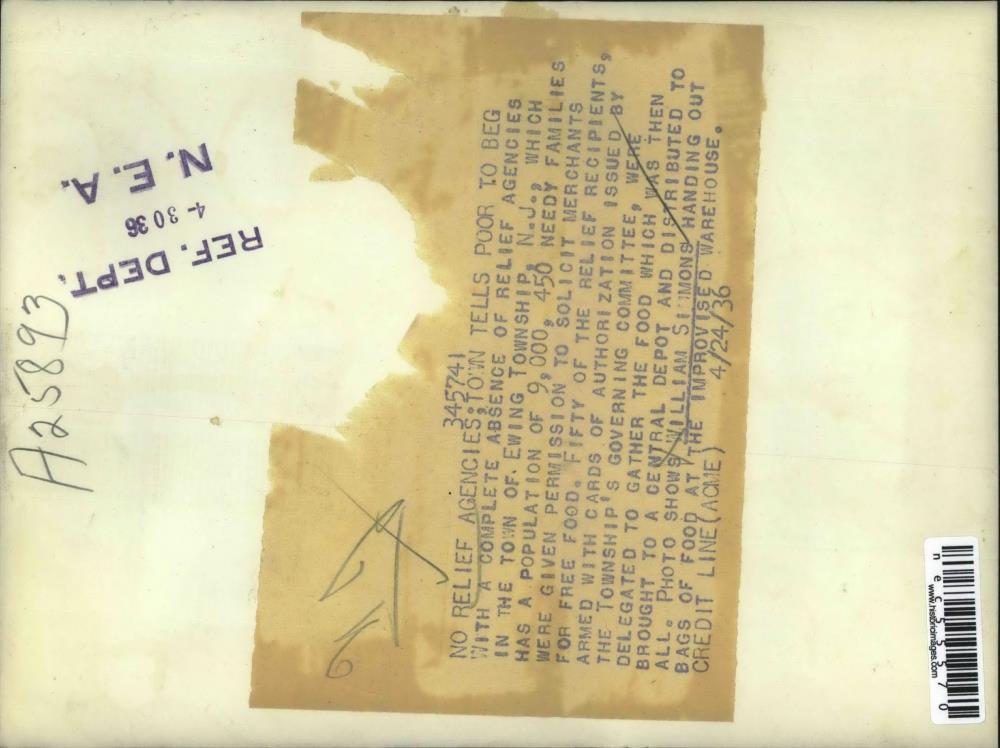 A25893
REF. DEPT.
4-30 36
N. E. A.
345741
NO RELIEF AGENCIES; TOWN TELLS POOR TO BEG
WITH A COMPLETE ABSENCE OF RELIEF AGENCIES
IN THE TOWN OF EWING TOWNSHIP, N.J., WHICH
HAS A POPULATION OF 9,000, 450 NEEDY FAMILIES
WERE GIVEN PERMISSION TO SOLICIT MERCHANTS
FOR FREE FOOD. FIFTY OF THE RELIEF RECIPIENTS,
ARMED WITH CARDS OF AUTHORIZATION ISSUED BY
THE TOWNSHIP'S GOVERNING COMMITTEE, WERE
DELEGATED TO GATHER THE FOOD WHICH WAS THEN
BROUGHT TO A CENTRAL DEPOT AND DISTRIBUTED TO
ALL. PHOTO SHOWS WILLIAM SIMMONS HANDING OUT
BAGS OF FOOD AT THE IMPROVISED WAREHOUSE.
CREDIT LINE (ACME) 4/24/36
www.historicimages.com
nec55570